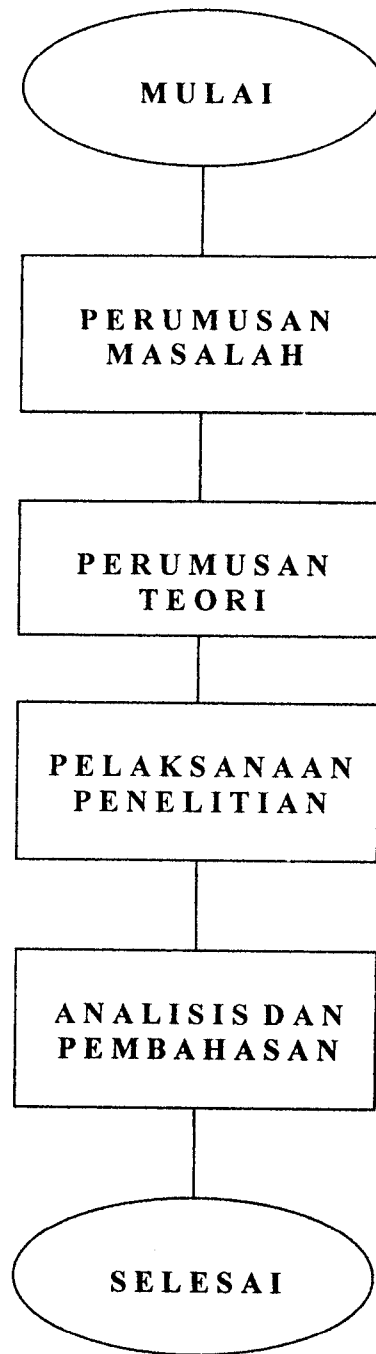 MULAI
PERUMUSAN
MASALAH
PERUMUSAN
TEORI
PELAKSANAAN
PENELITIAN
ANALISIS DAN
PEMBAHASAN
SELESAI